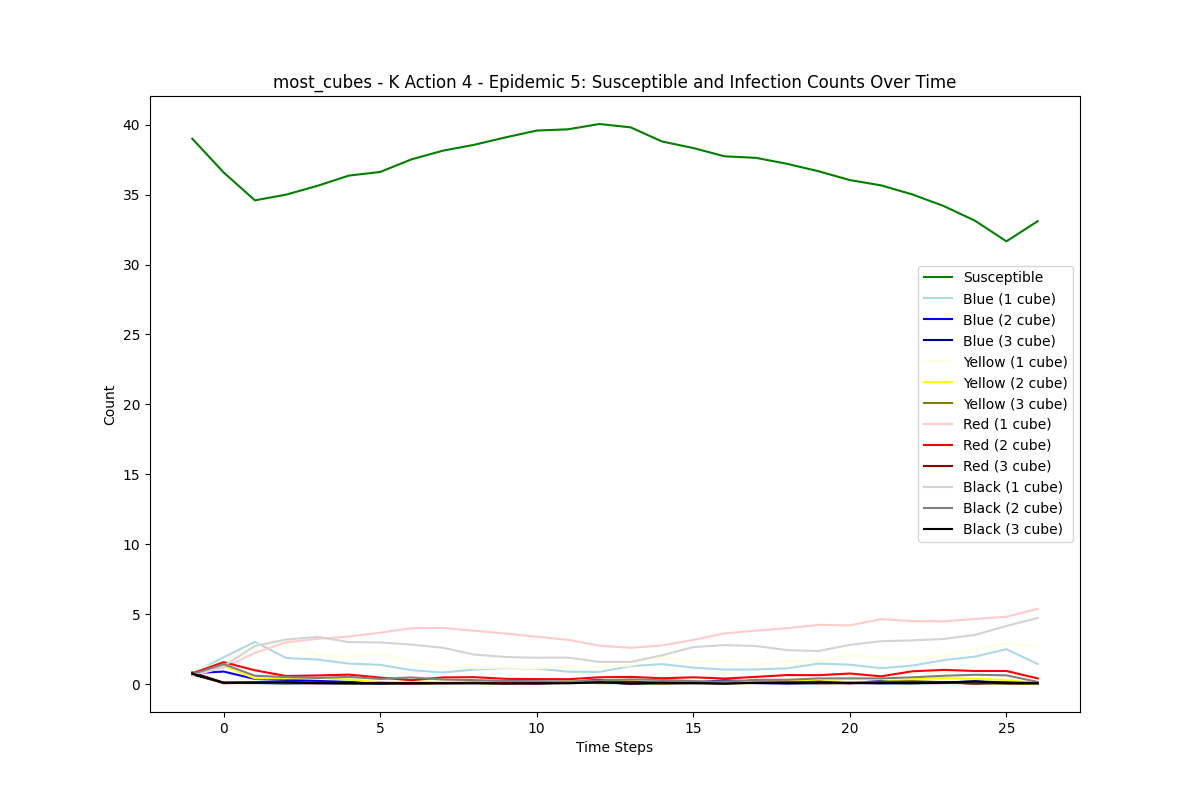 most_cubes - K Action 4 - Epidemic 5: Susceptible and Infection Counts Over Time
Count
40
35
30
25
20
15
10
5
0
Susceptible
Blue (1 cube)
Blue (2 cube)
Blue (3 cube)
Yellow (1 cube)
Yellow (2 cube)
Yellow (3 cube)
Red (1 cube)
Red (2 cube)
Red (3 cube)
Black (1 cube)
Black (2 cube)
Black (3 cube)
0 5 10 15 20 25
Time Steps